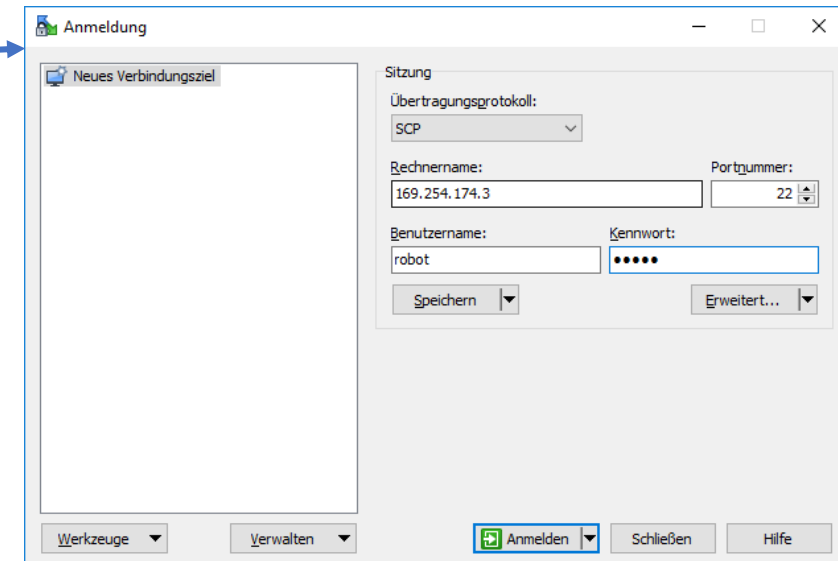 Anmeldung
Neues Verbindungsziel
Sitzung
Übertragungsprotokoll:
SCP
Rechnername: Portnummer:
169.254.174.3 22
Benutzername: Kennwort:
robot •••••
Speichern Erweitert...
Werkzeuge Verwalten Anmelden Schließen Hilfe